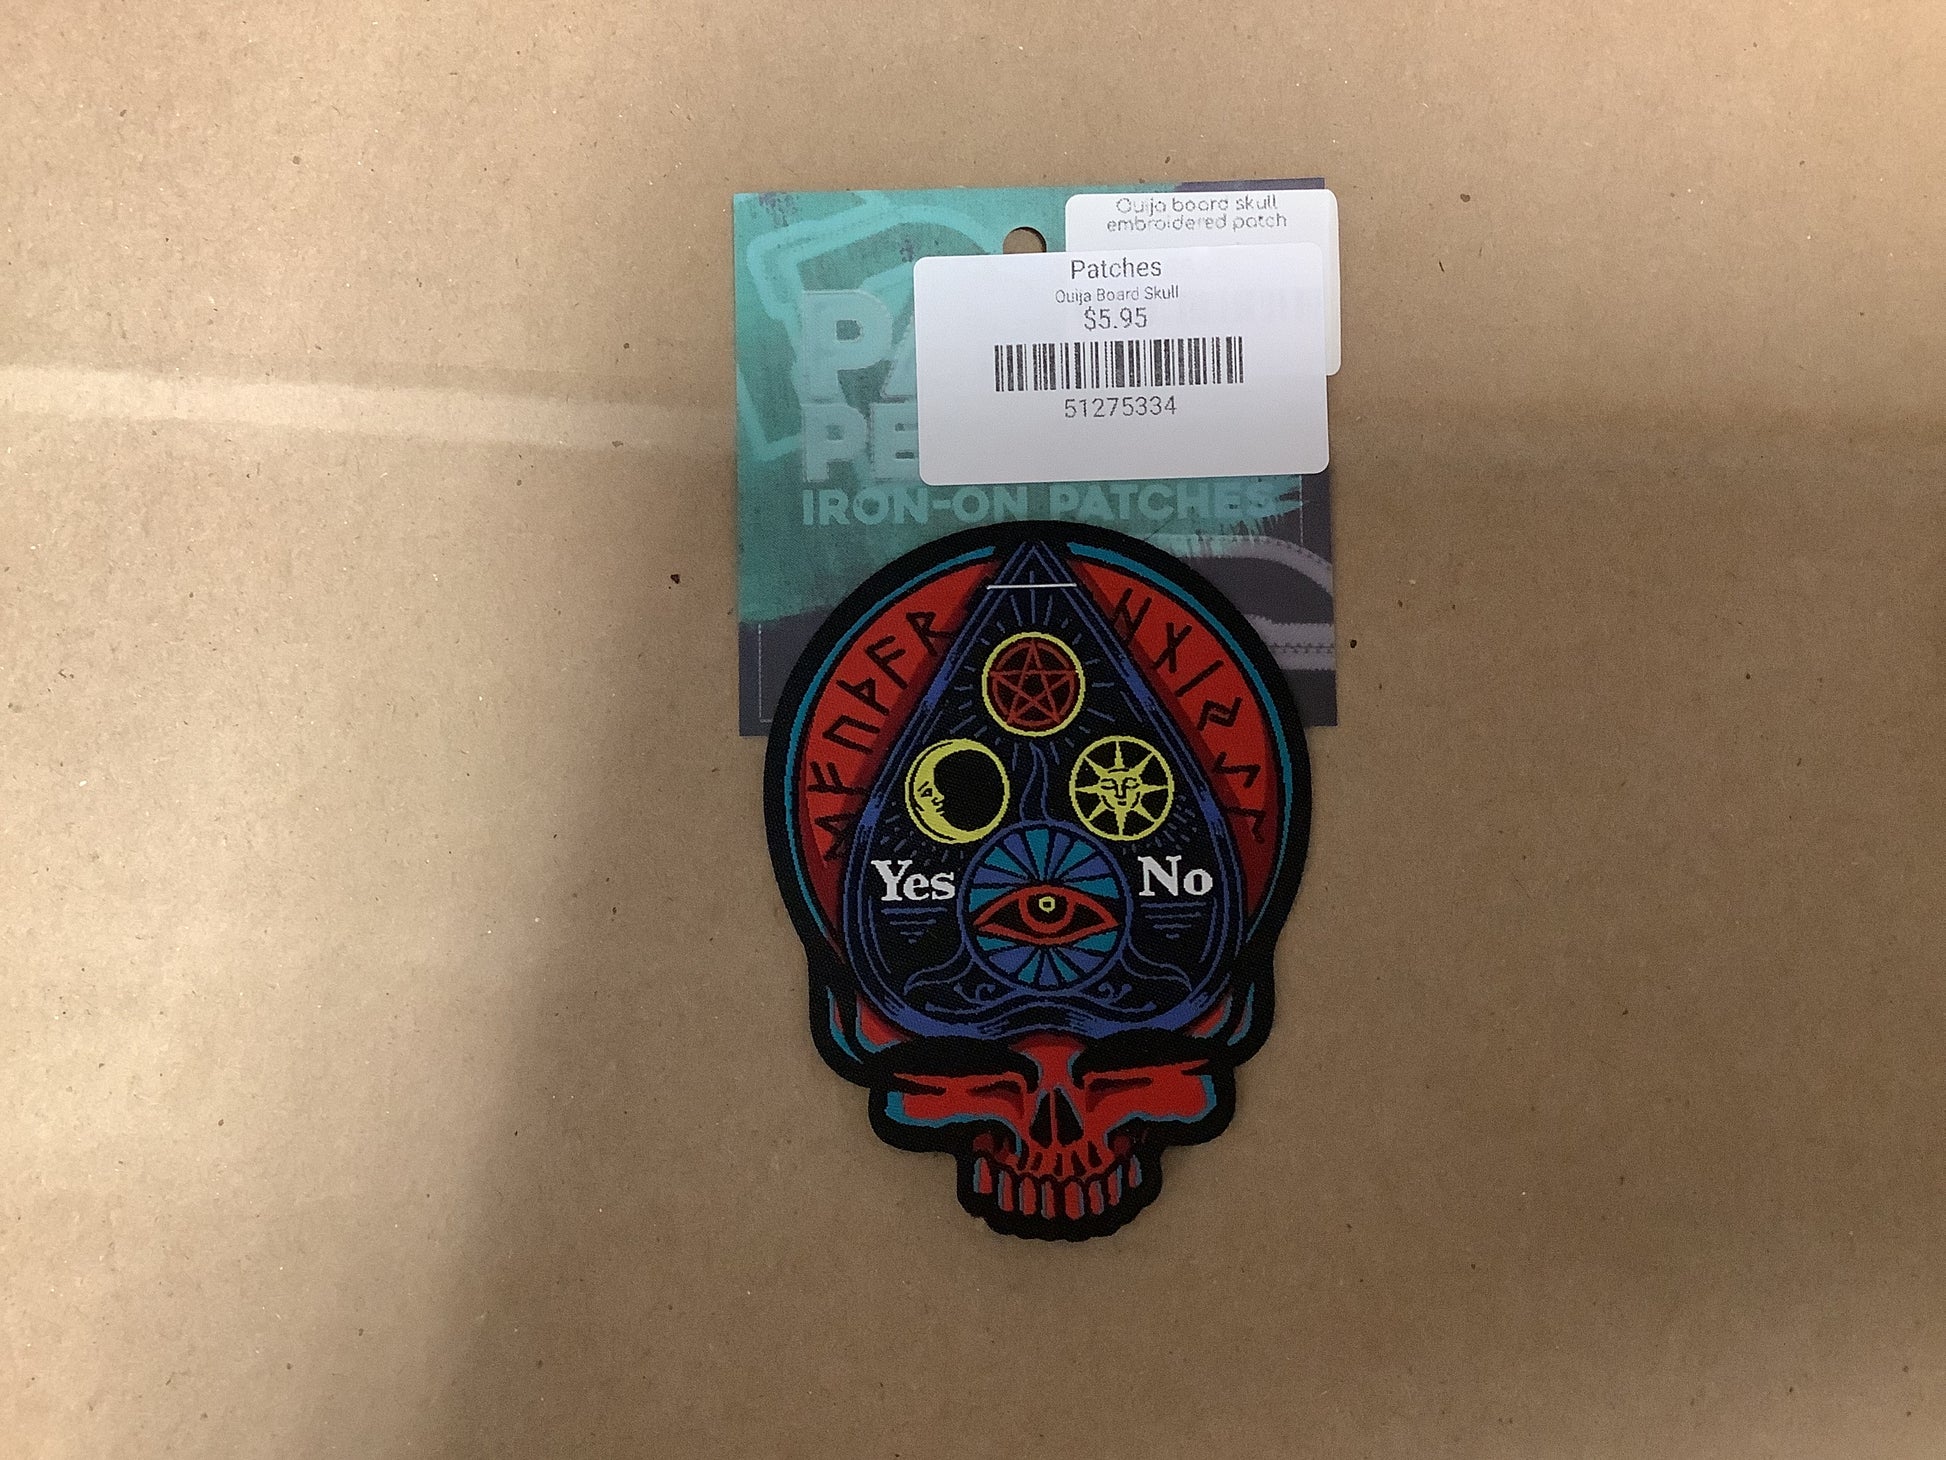 Ouija board skull
embroidered patch
Patches
Ouija Board Skull
$5.95
51275334
IRON-ON PATCHES
Yes
No